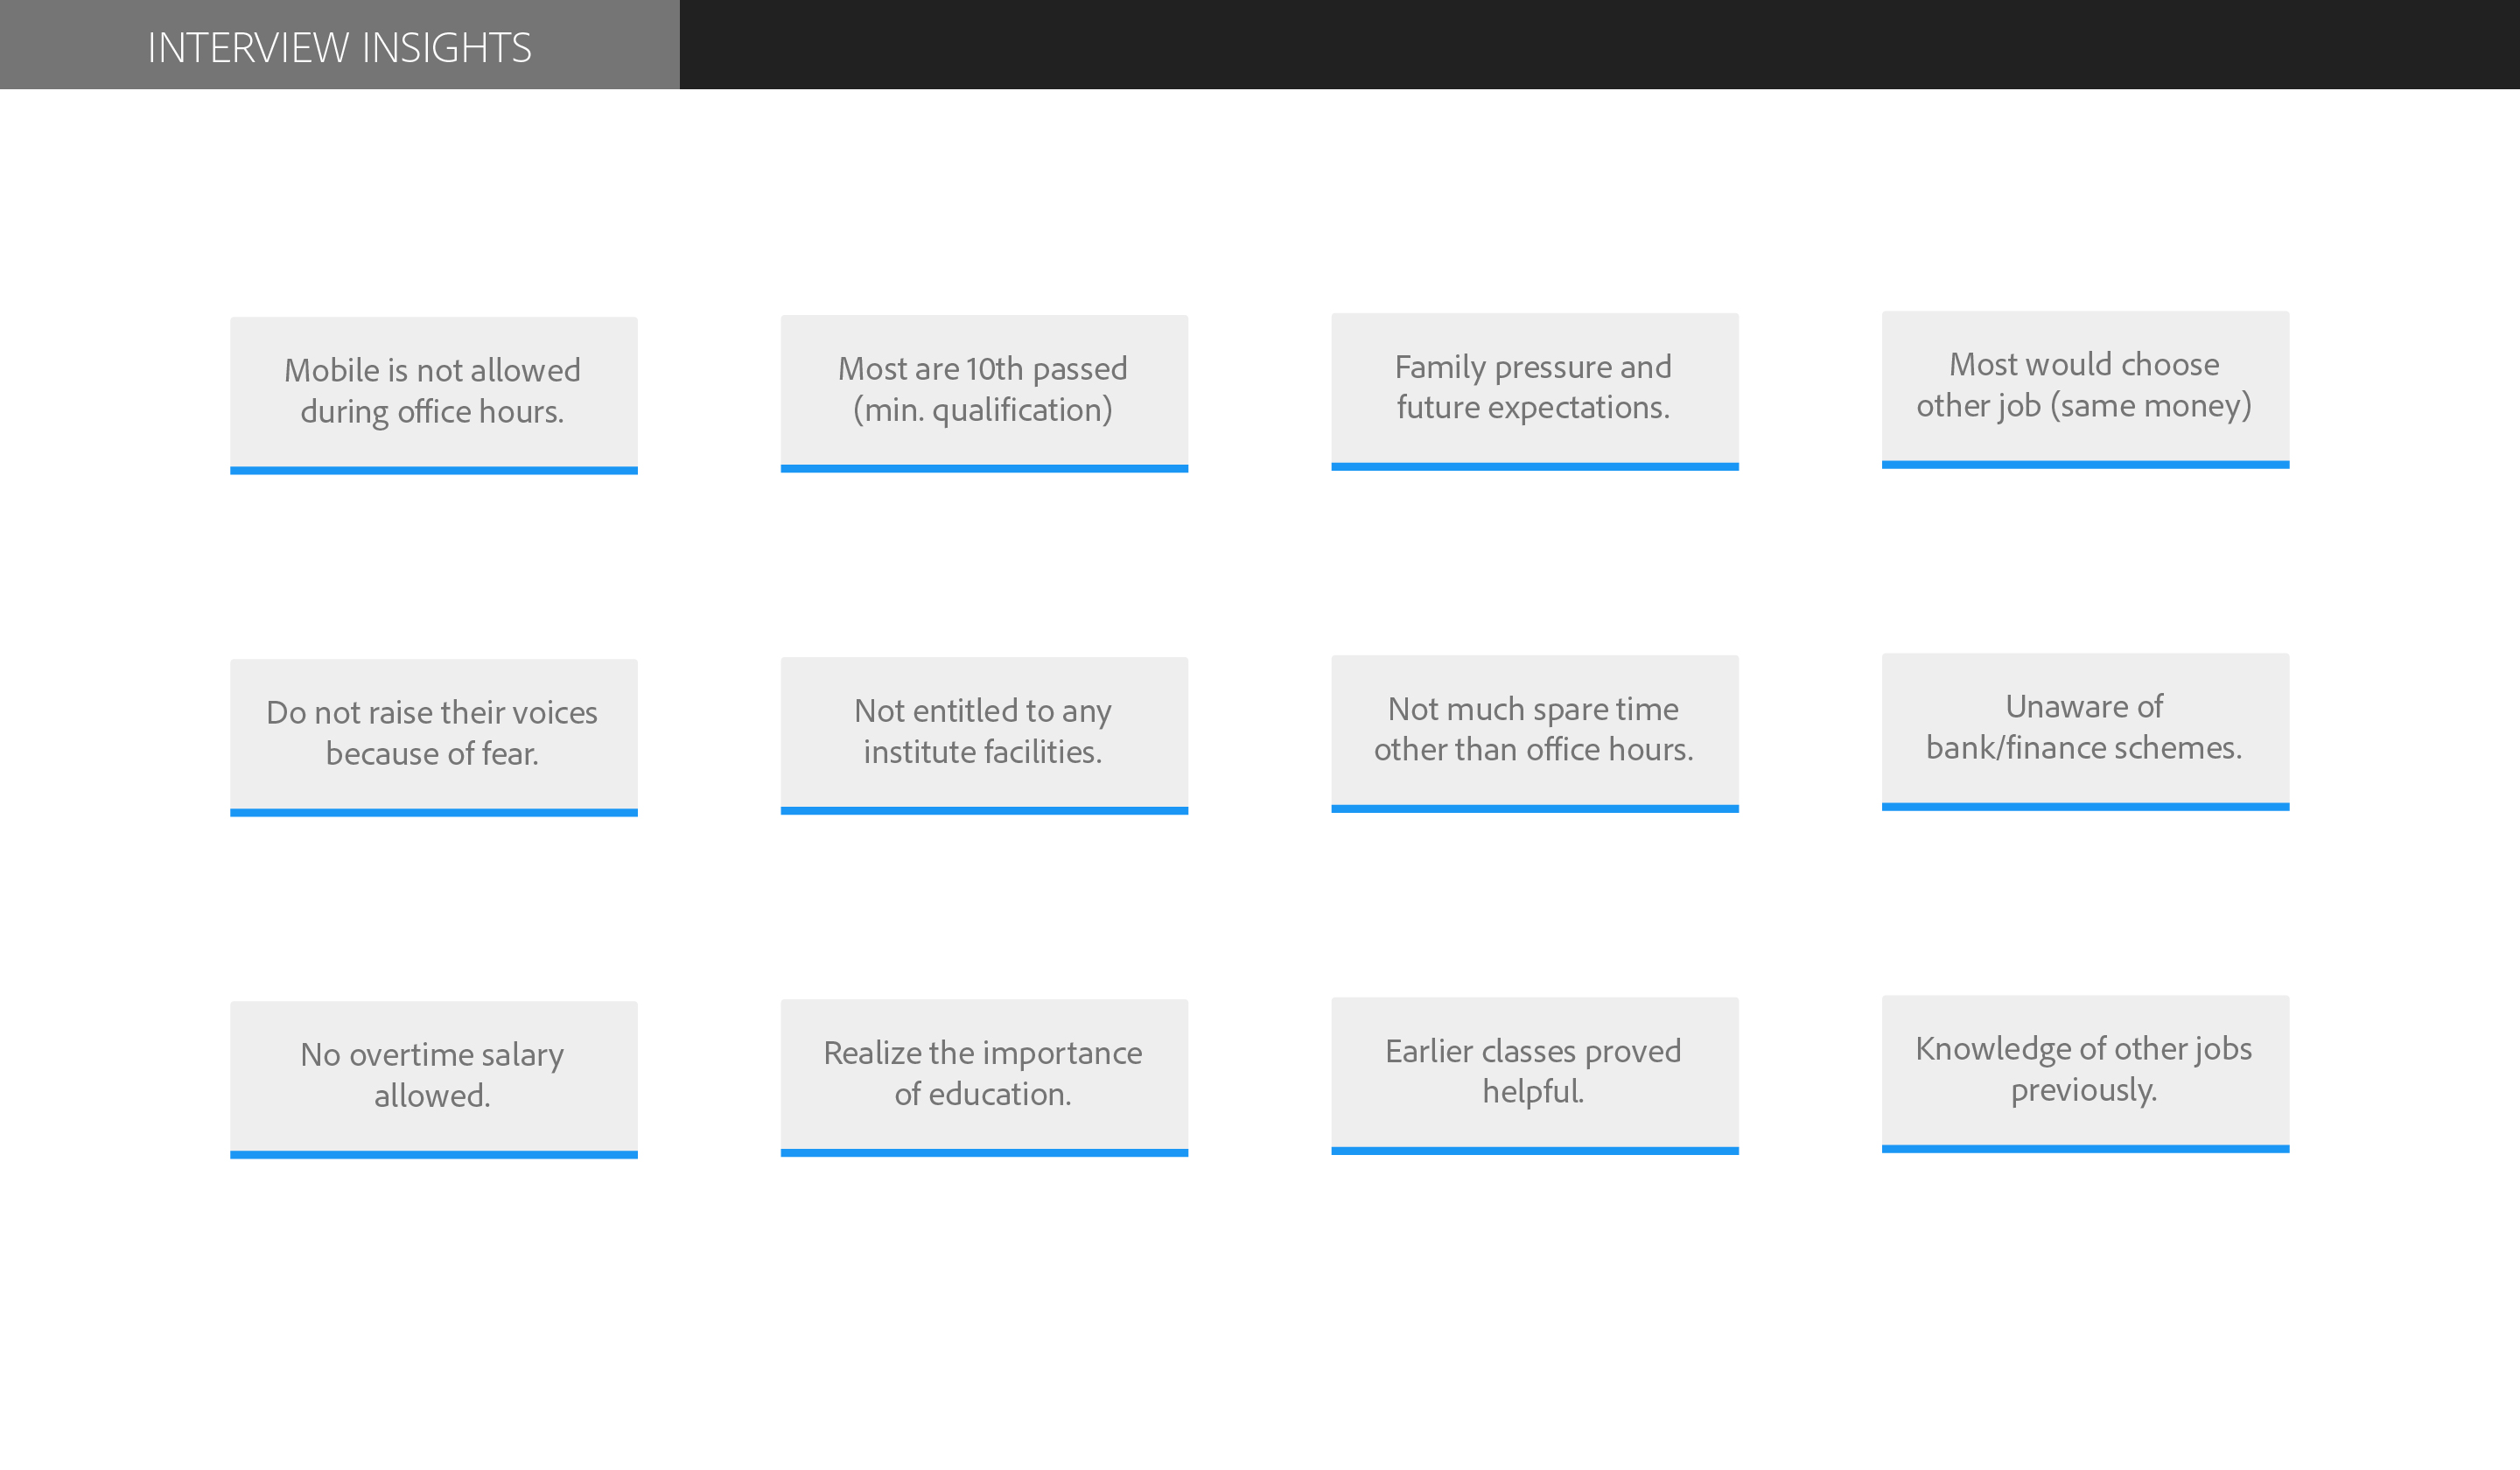 INTERVIEW INSIGHTS
Mobile is not allowed
during office hours.
Most are 10th passed
(min. qualification)
Family pressure and
future expectations.
Most would choose
other job (same money)
Do not raise their voices
because of fear.
Not entitled to any
institute facilities.
Not much spare time
other than office hours.
Unaware of
bank/finance schemes.
No overtime salary
allowed.
Realize the importance
of education.
Earlier classes proved
helpful.
Knowledge of other jobs
previously.